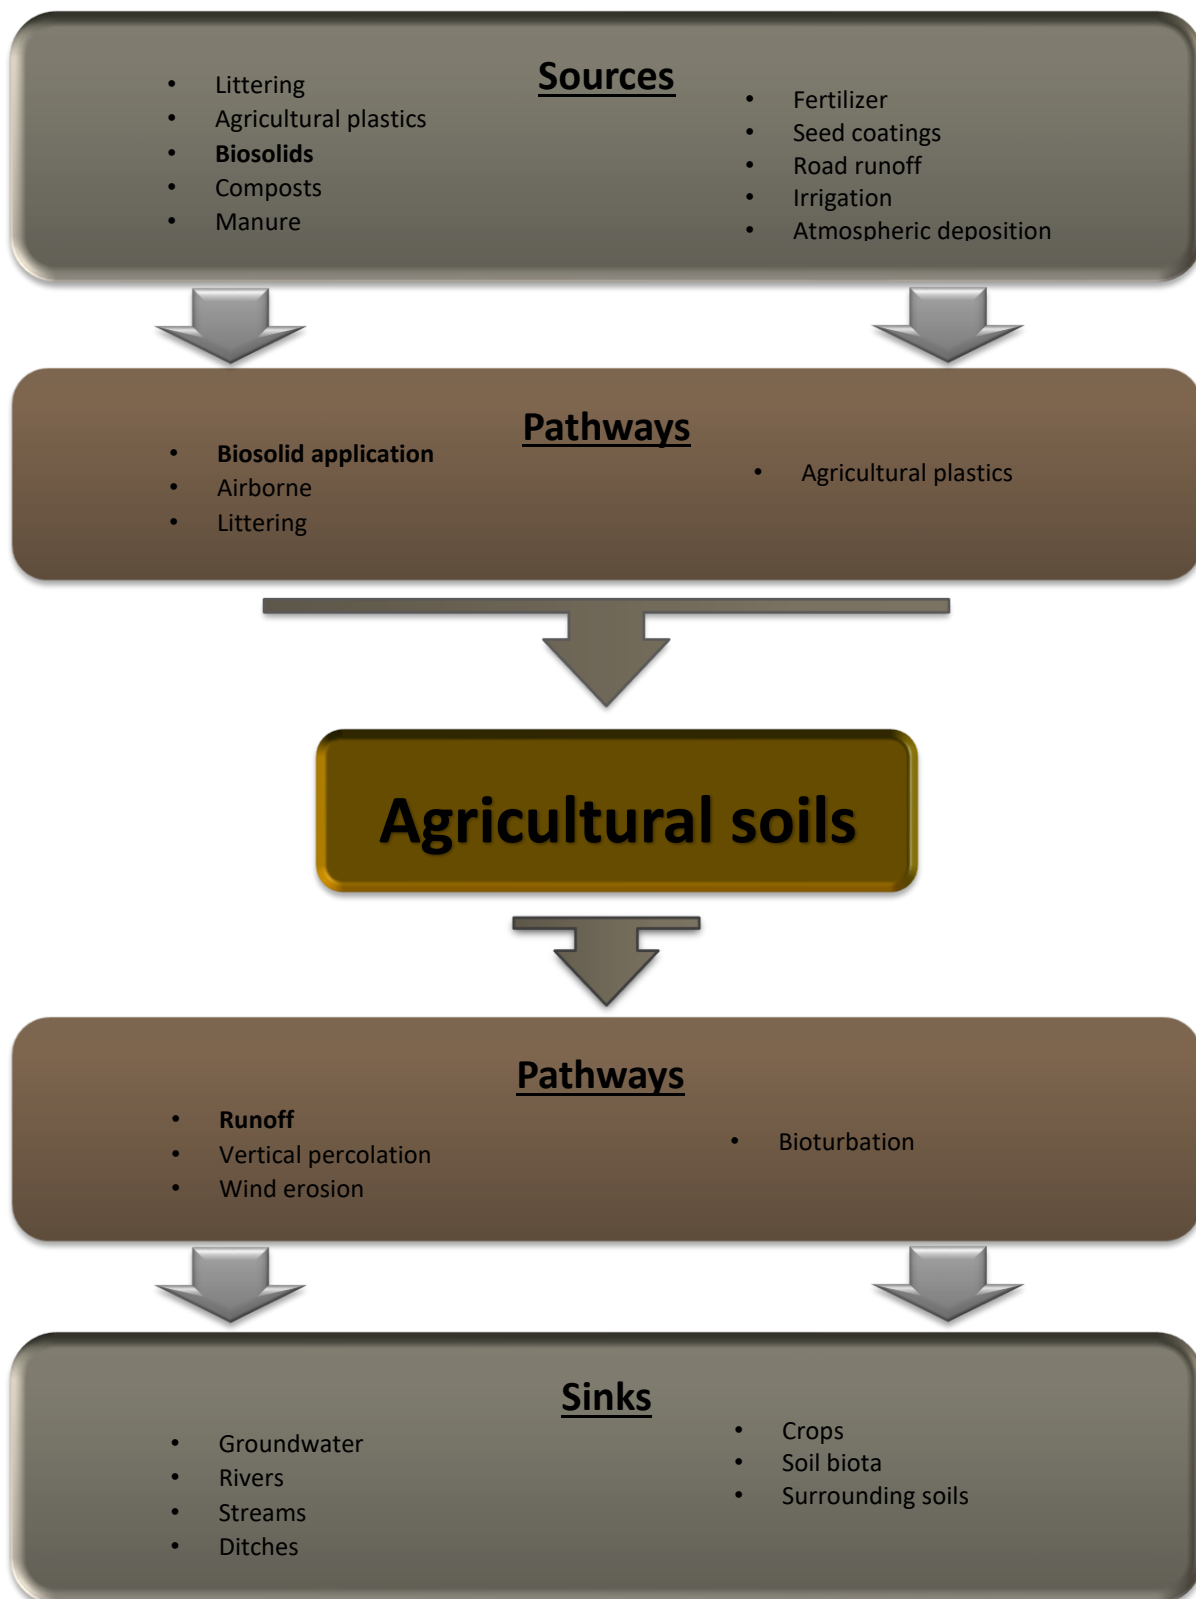 Sources
• Littering
• Agricultural plastics
• Biosolids
• Composts
• Manure
• Fertilizer
• Seed coatings
• Road runoff
• Irrigation
• Atmospheric deposition
Pathways
• Biosolid application
• Airborne
• Littering
• Agricultural plastics
Agricultural soils
Pathways
• Runoff
• Vertical percolation
• Wind erosion
• Bioturbation
Sinks
• Groundwater
• Rivers
• Streams
• Ditches
• Crops
• Soil biota
• Surrounding soils